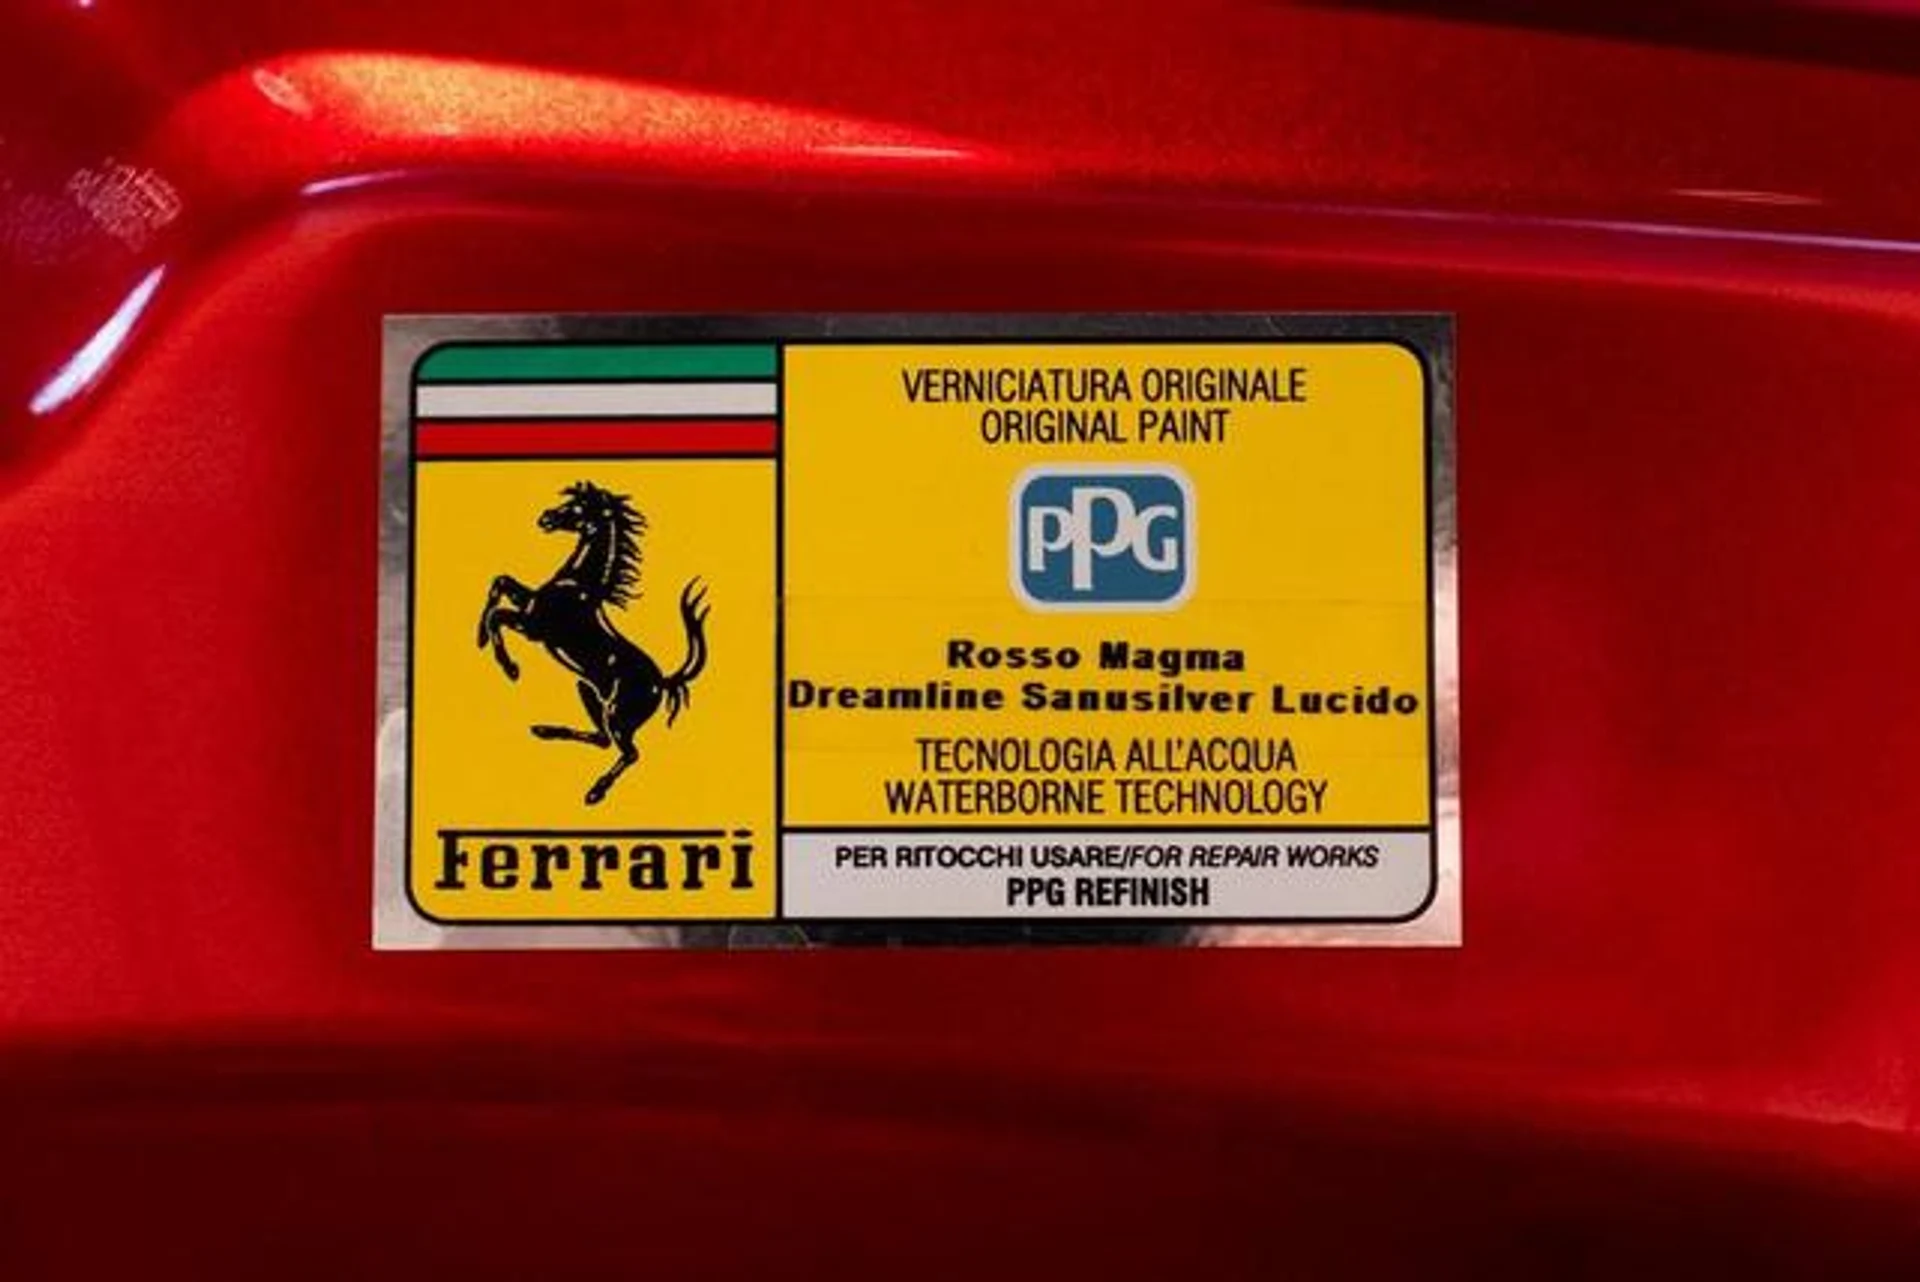 VERNICIATURA ORIGINALE
ORIGINAL PAINT
PPG
Rosso Magma
Dreamline Sanusilver Lucido
TECNOLOGIA ALL'ACQUA
WATERBORNE TECHNOLOGY
Ferrari
PER RITOCCHI USARE/FOR REPAIR WORKS
PPG REFINISH